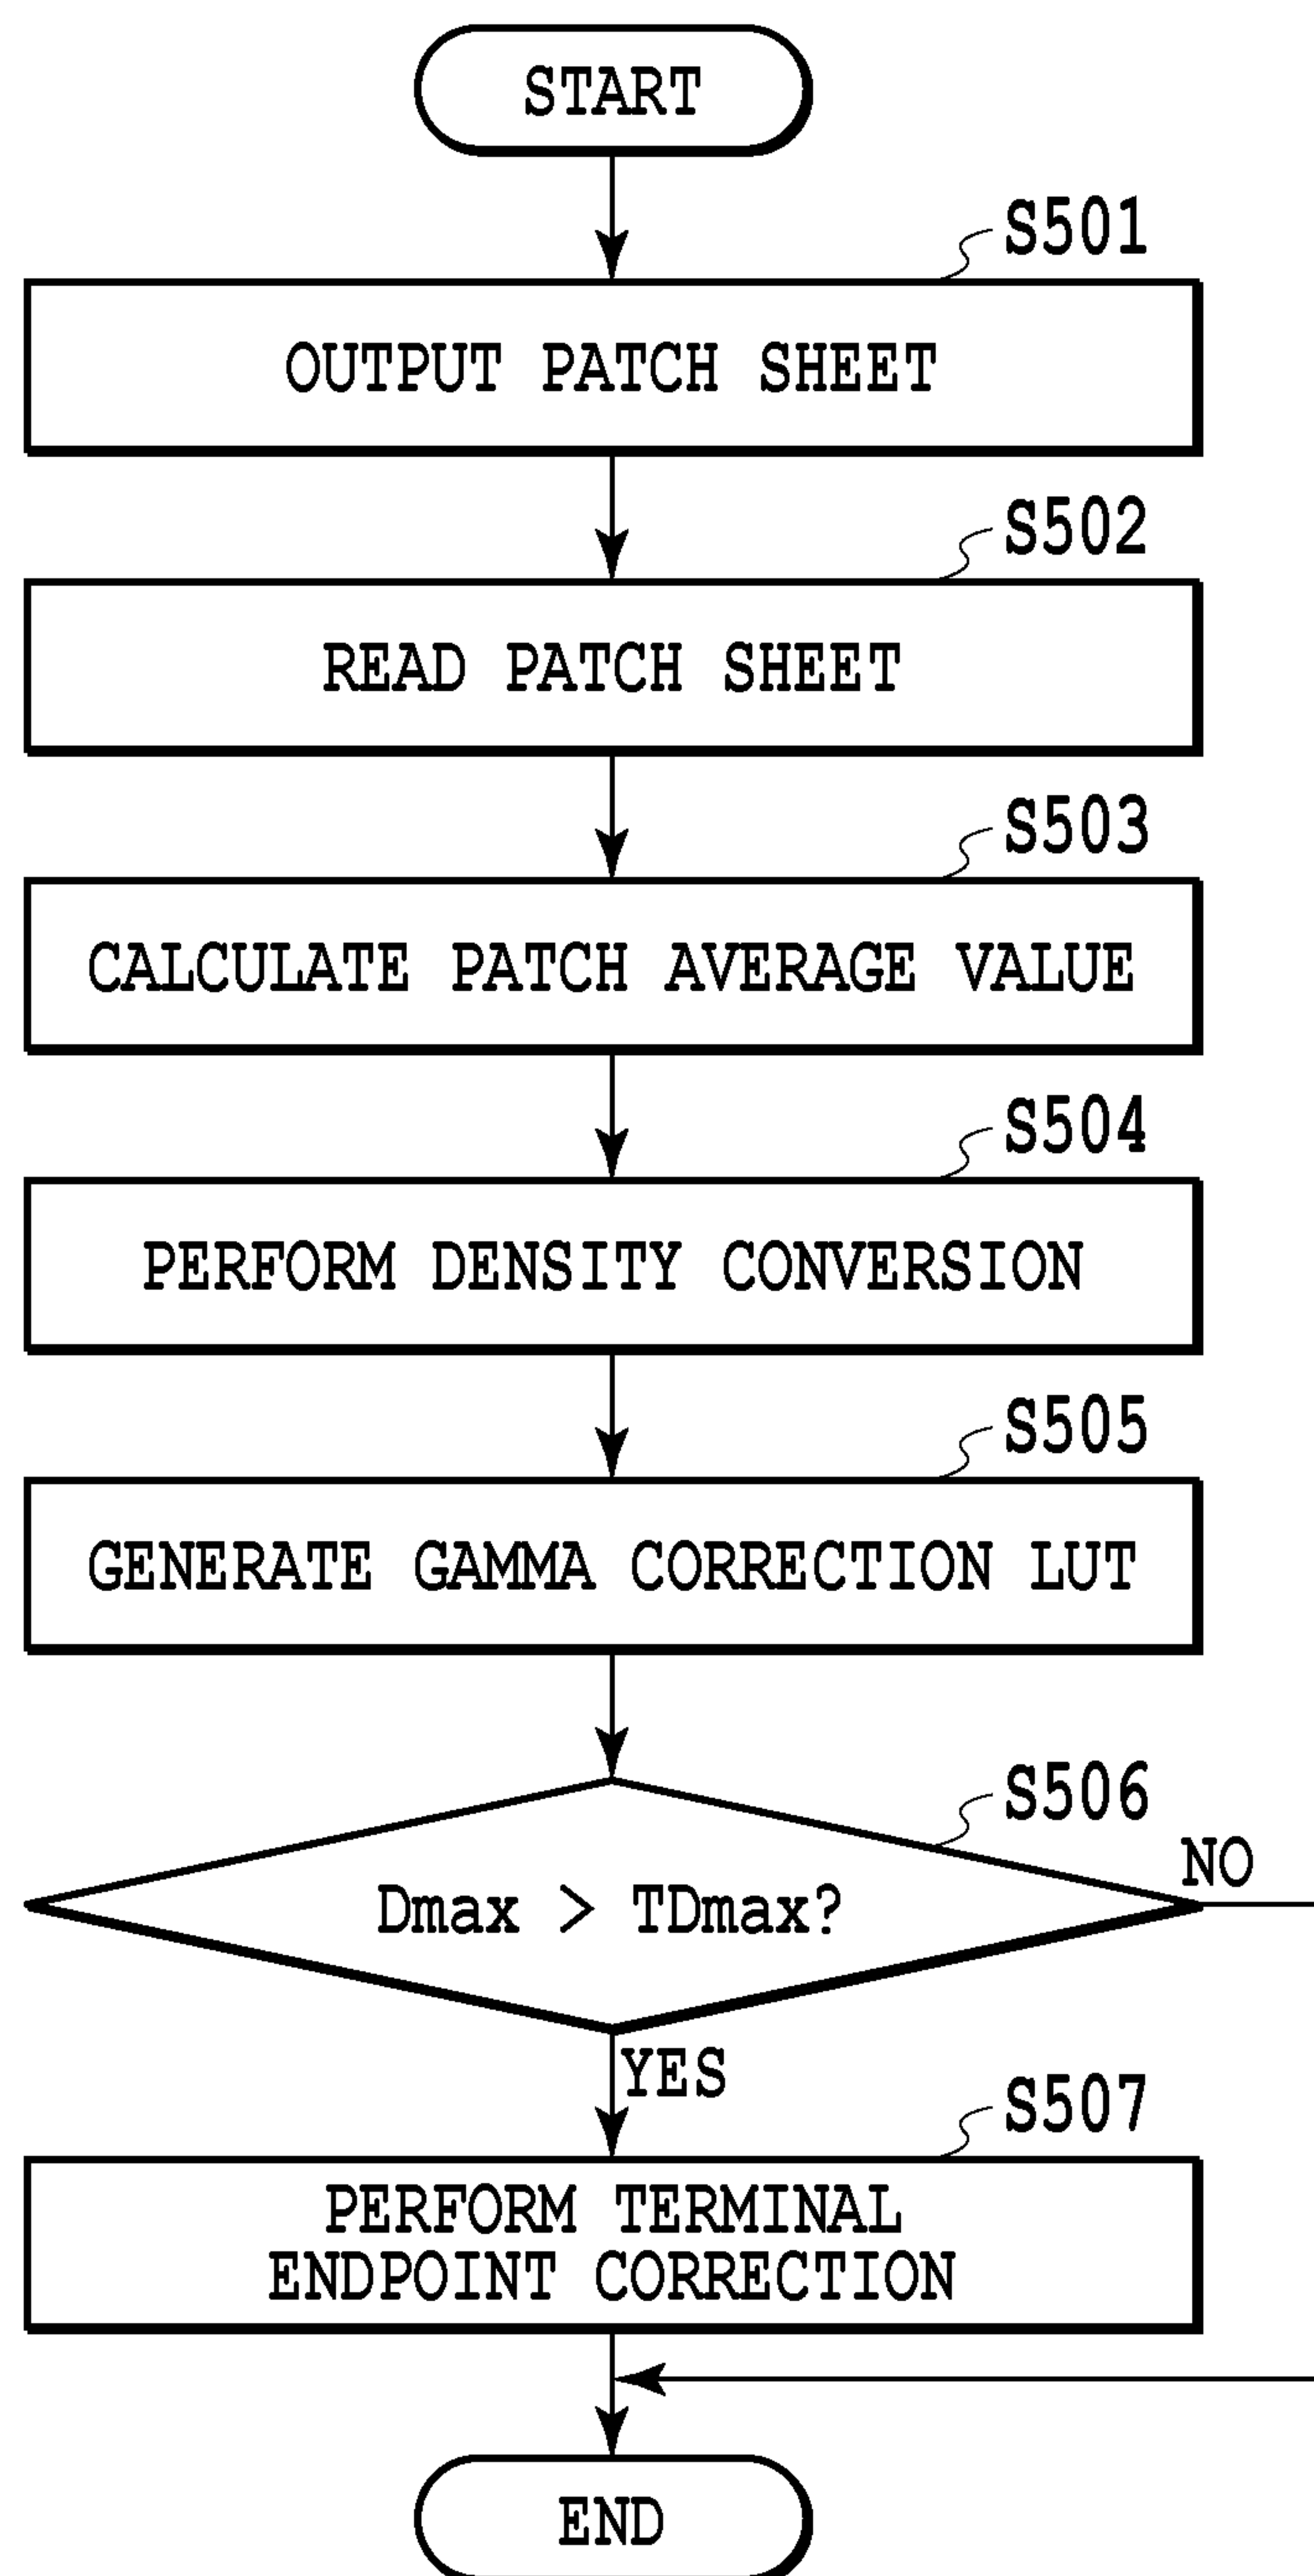 START
S501
OUTPUT PATCH SHEET
S502
READ PATCH SHEET
S503
CALCULATE PATCH AVERAGE VALUE
S504
PERFORM DENSITY CONVERSION
S505
GENERATE GAMMA CORRECTION LUT
S506
NO
Dmax > TDmax?
YES
S507
PERFORM TERMINAL
ENDPOINT CORRECTION
END